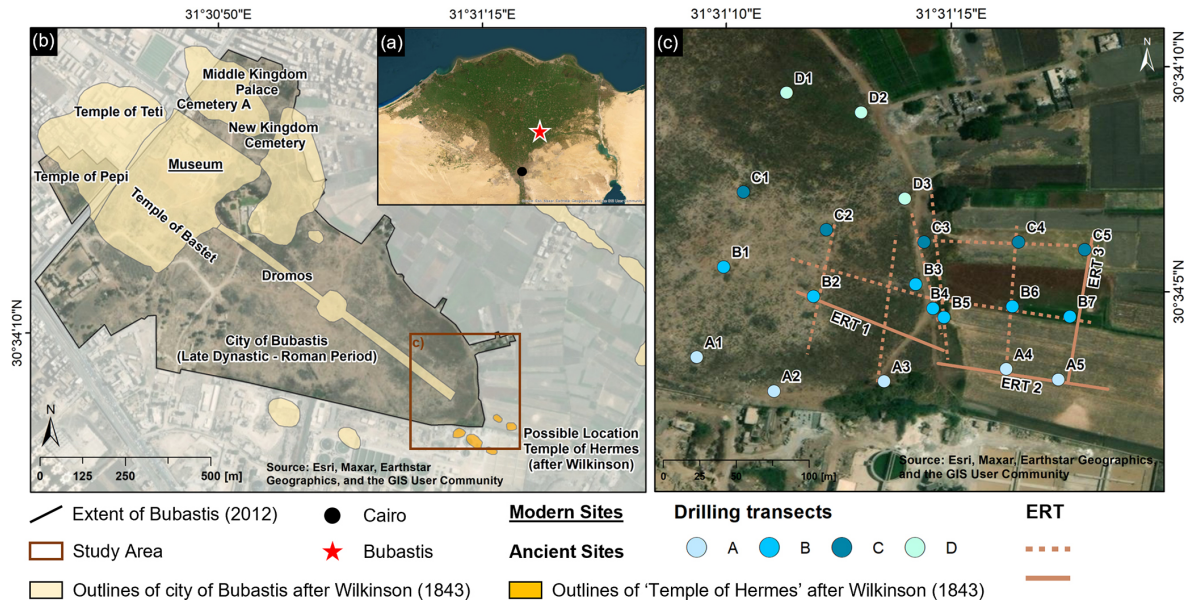 31°30'50"E
31°31'15"E
31°31'10"E
31°31'15"E
(b)
(a)
(c)
Middle Kingdom
Palace
Cemetery A
Temple of Teti
New Kingdom
Cemetery
Museum
Temple of Pepi
Temple of Bastet
Dromos
City of Bubastis
(Late Dynastic - Roman Period)
c)
30°34'10"N
N
Possible Location
Temple of Hermes
(after Wilkinson)
0 125 250 500 [m]
Source: Esri, Maxar, Earthstar
Geographics, and the GIS User Community
N
30°34'10"N
30°34'5"N
D1
D2
D3
C1
C2
C3
C4
C5
B1
B2
B3
B4
B5
B6
B7
A1
A2
A3
A4
A5
ERT 1
ERT 2
ERT 3
0 25 50 100 [m]
Source: Esri, Maxar, Earthstar Geographics,
and the GIS User Community
Extent of Bubastis (2012)
Cairo
Modern Sites
Drilling transects
ERT
Study Area
Bubastis
Ancient Sites
A
B
C
D
Outlines of city of Bubastis after Wilkinson (1843)
Outlines of ‘Temple of Hermes’ after Wilkinson (1843)